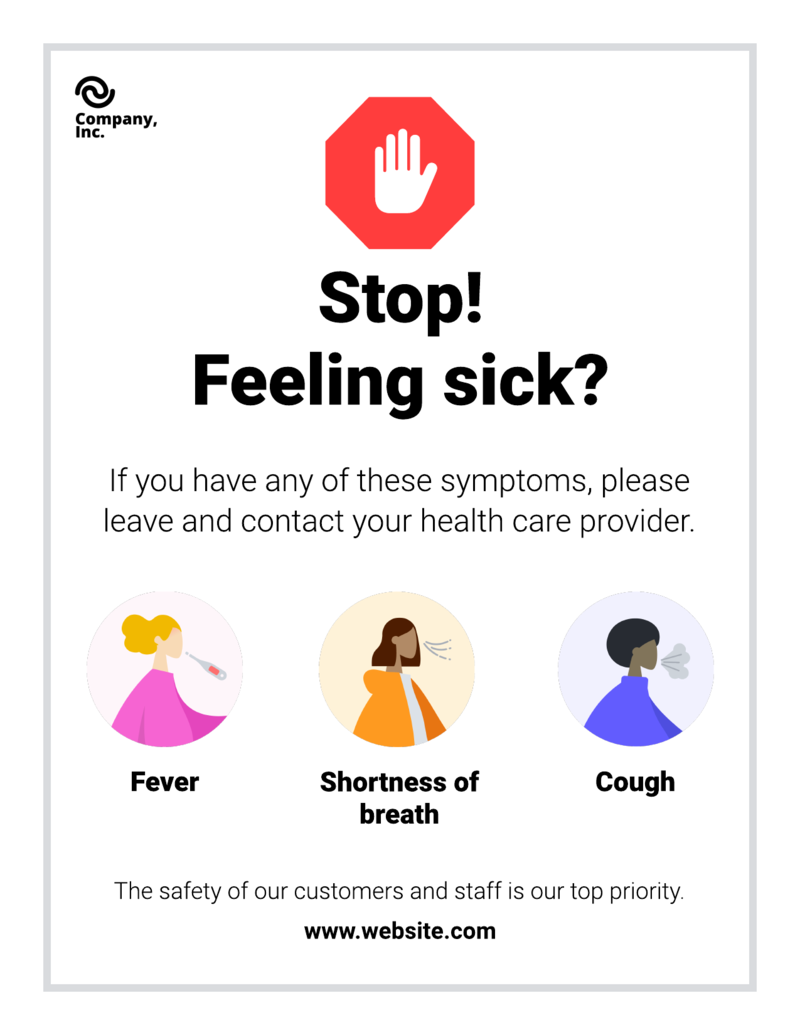 Company,
Inc.
Stop!
Feeling sick?
If you have any of these symptoms, please
leave and contact your health care provider.
Fever
Shortness of
breath
Cough
The safety of our customers and staff is our top priority.
www.website.com